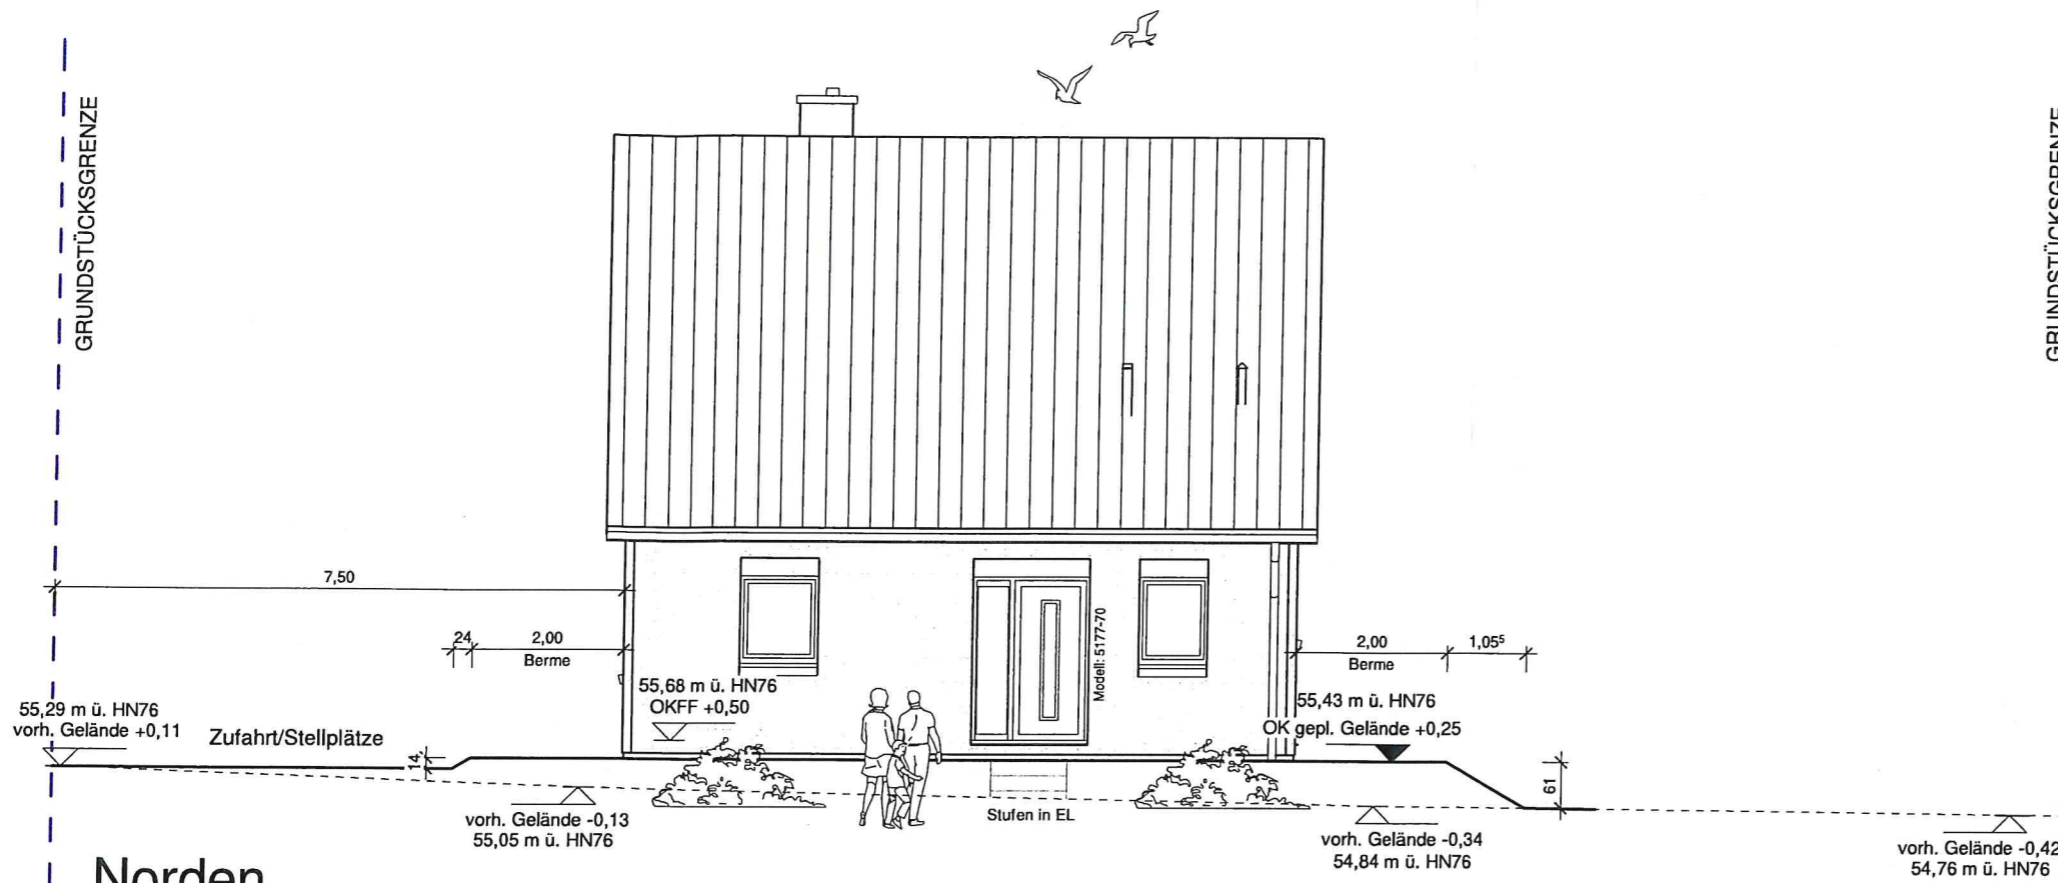 GRUNDSTÜCKSGRENZE
GRUNDSTÜCKSGRENZE
7,50
24
2,00
Berme
2,00
1,05⁵
Berme
Modell: 5177-70
55,68 m ü. HN76
OKFF +0,50
55,43 m ü. HN76
OK gepl. Gelände +0,25
55,29 m ü. HN76
vorh. Gelände +0,11
Zufahrt/Stellplätze
14
61
vorh. Gelände -0,13
55,05 m ü. HN76
Stufen in EL
vorh. Gelände -0,34
54,84 m ü. HN76
vorh. Gelände -0,42
54,76 m ü. HN76
Norden